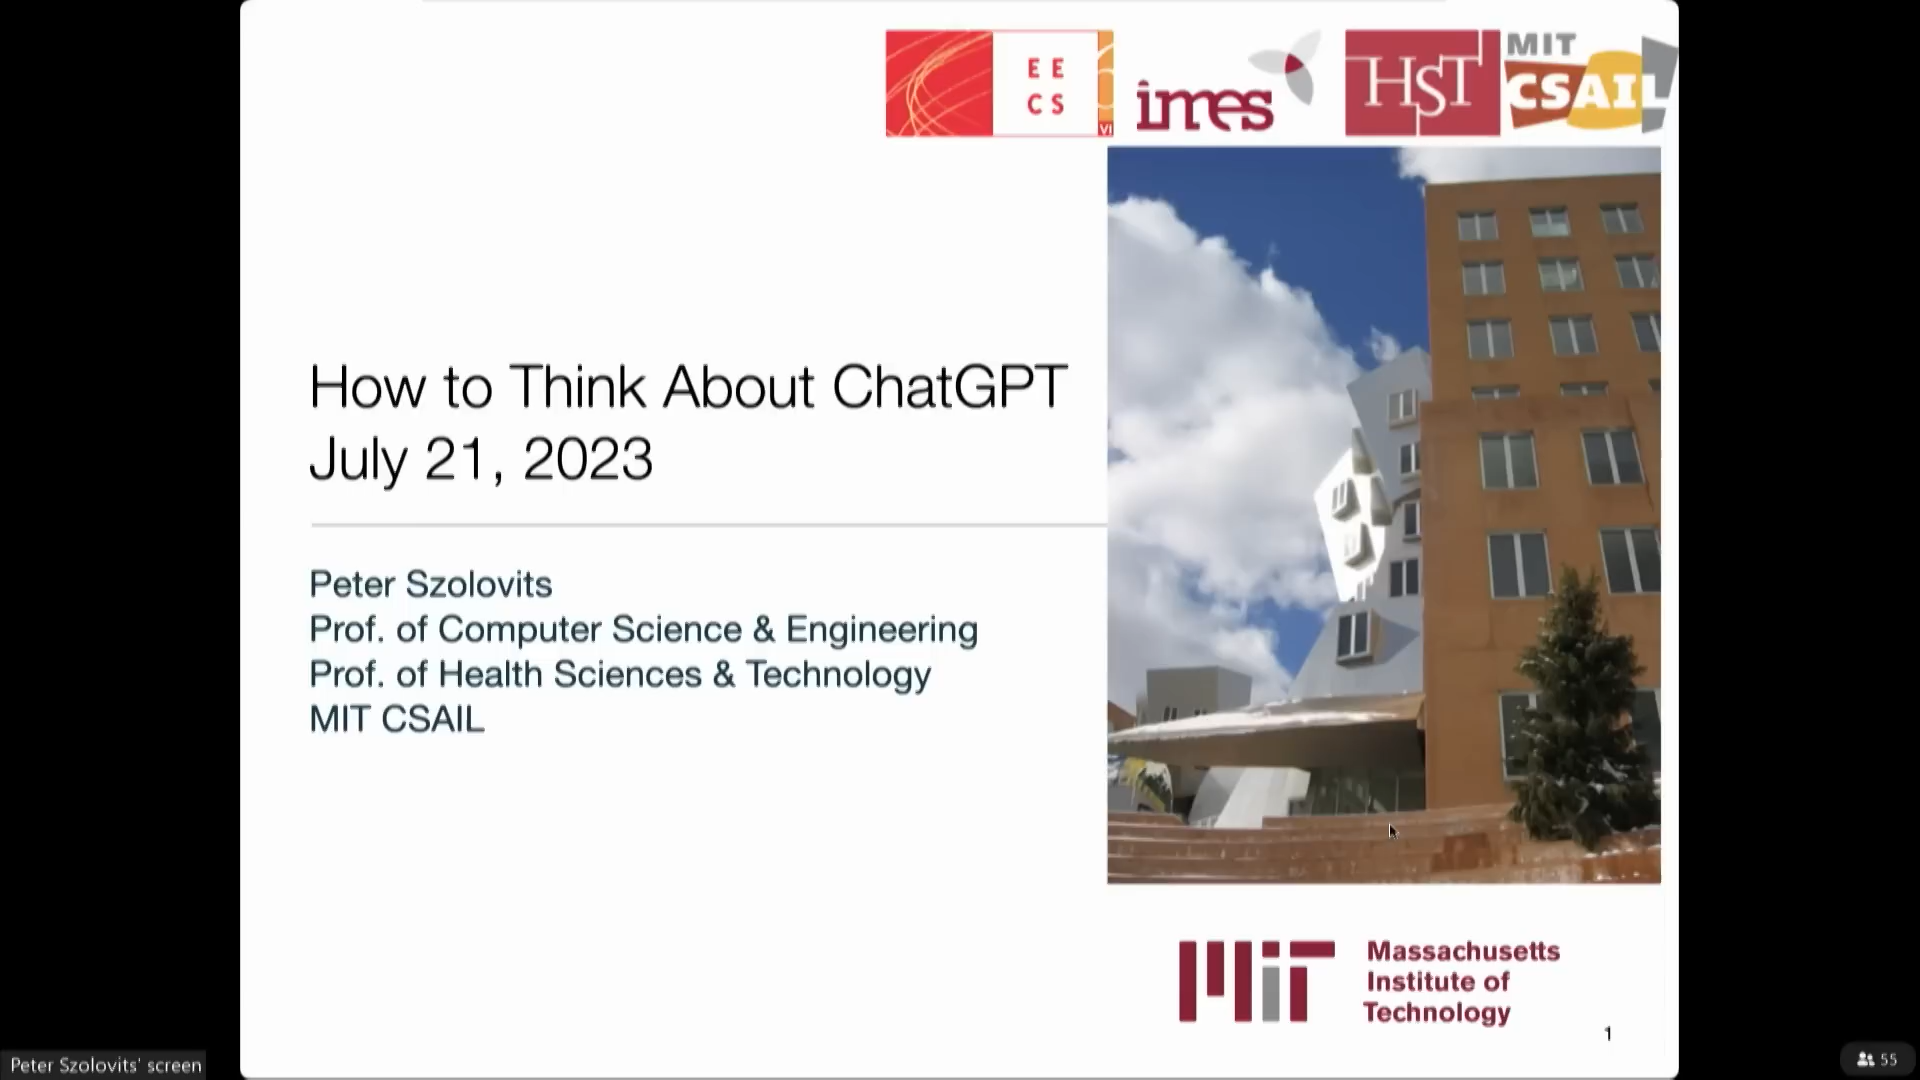 EE
CS
VI
imes
HST
MIT
CSAIL
How to Think About ChatGPT
July 21, 2023
Peter Szolovits
Prof. of Computer Science & Engineering
Prof. of Health Sciences & Technology
MIT CSAIL
MIT
Massachusetts
Institute of
Technology
1
Peter Szolovits' screen
55